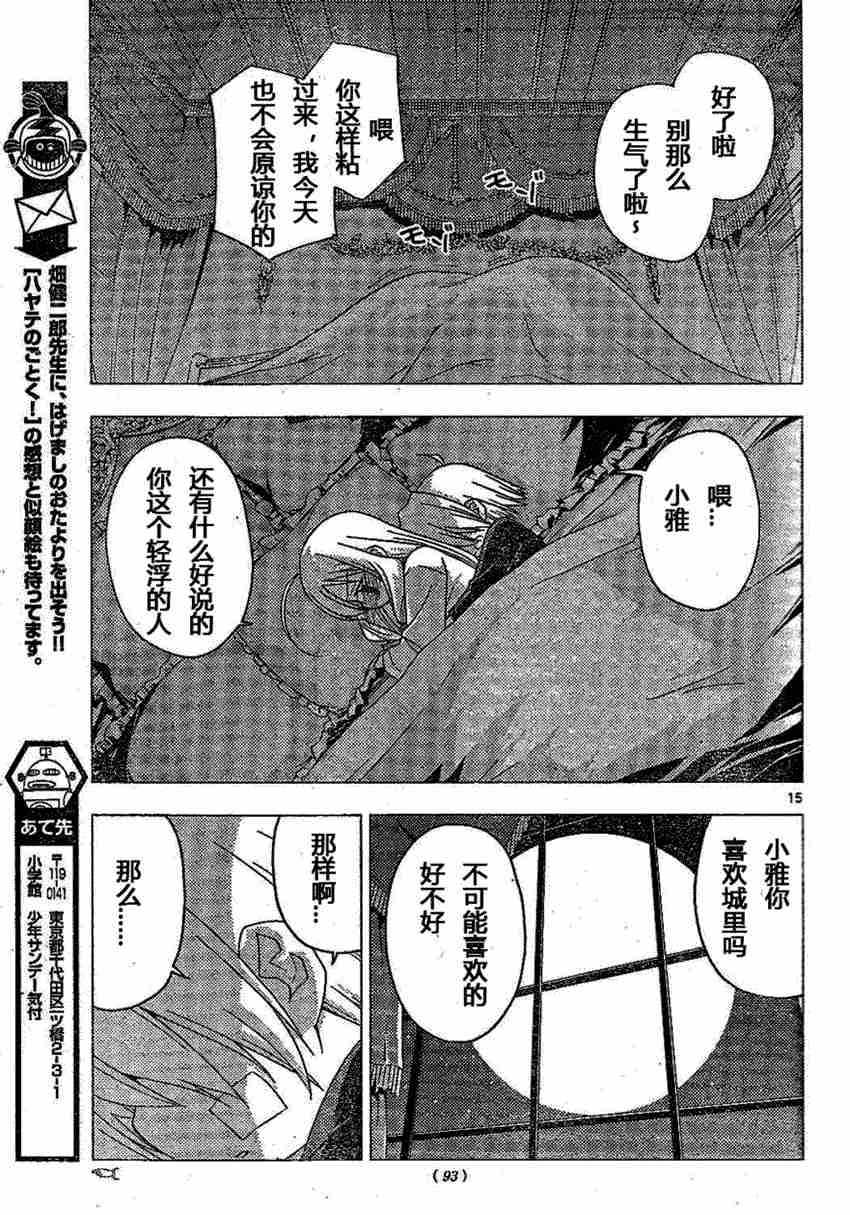 好了啦
别那么
生气了啦~
喂
你这样粘
过来，我今天
也不会原谅你的
モゾ
モゾ
喂…
小雅
还有什么好说的
你这个轻浮的人
15
小雅你
喜欢城里吗
不可能喜欢的
好不好
那样啊…
那么……
(93)
畑健二郎先生に、はげましのおたよりを出そう!!
【ハヤテのごとく!】の感想と似顔絵も待ってます。
あて先
〒119-0141
東京都千代田区一ツ橋2-3-1
小学館 少年サンデー気付